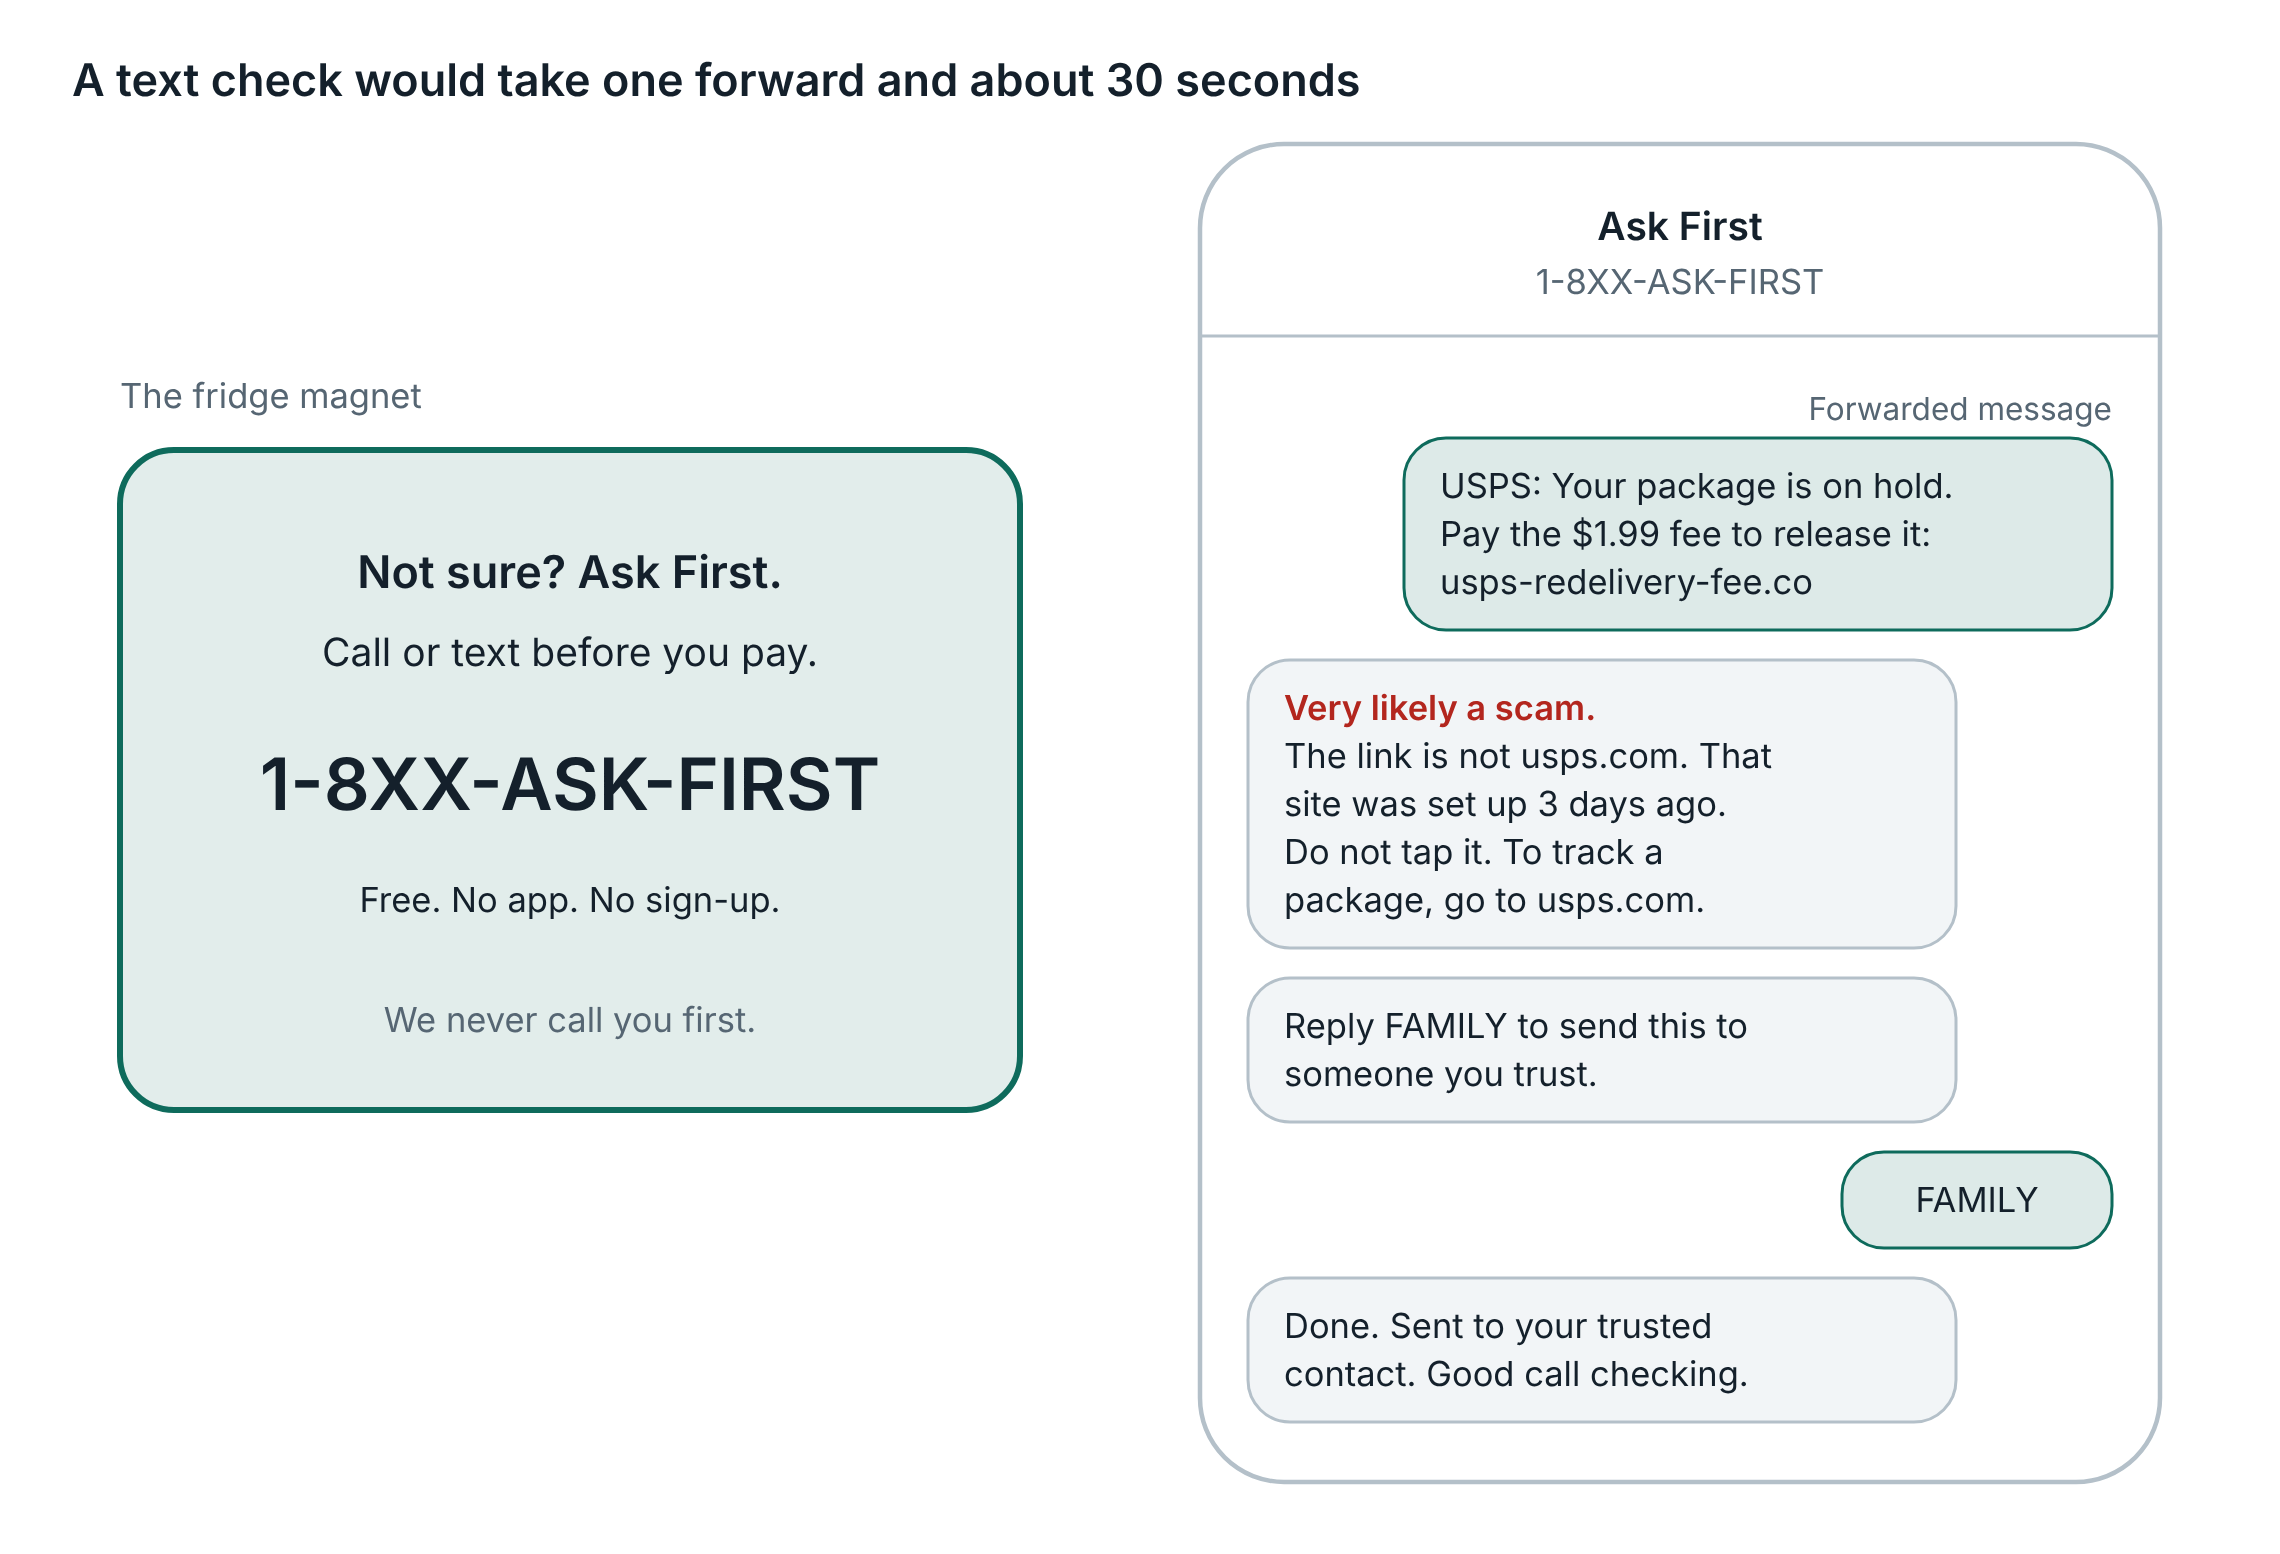 A text check would take one forward and about 30 seconds
The fridge magnet
Not sure? Ask First.
Call or text before you pay.
1-8XX-ASK-FIRST
Free. No app. No sign-up.
We never call you first.
Ask First
1-8XX-ASK-FIRST
Forwarded message
USPS: Your package is on hold.
Pay the $1.99 fee to release it:
usps-redelivery-fee.co
Very likely a scam.
The link is not usps.com. That
site was set up 3 days ago.
Do not tap it. To track a
package, go to usps.com.
Reply FAMILY to send this to
someone you trust.
FAMILY
Done. Sent to your trusted
contact. Good call checking.